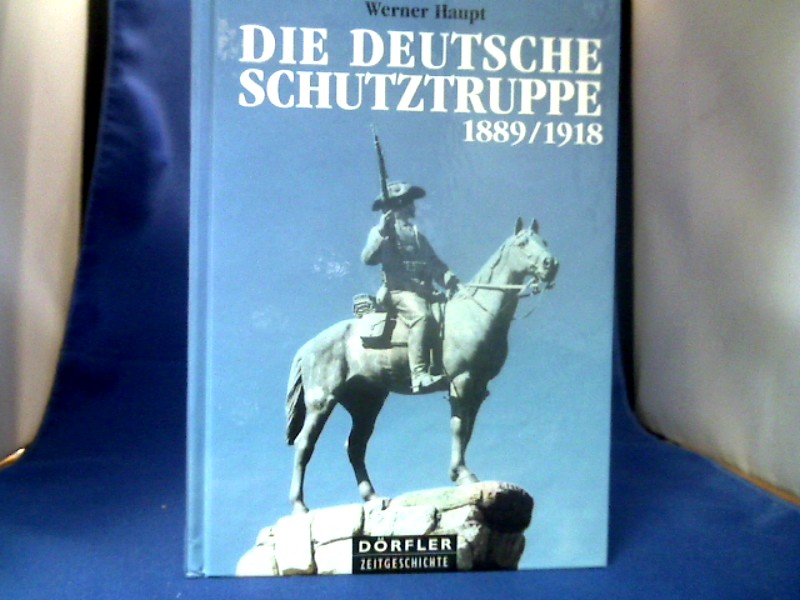 Werner Haupt
DIE DEUTSCHE
SCHUTZTRUPPE
1889/1918
DÖRFLER
ZEITGESCHICHTE